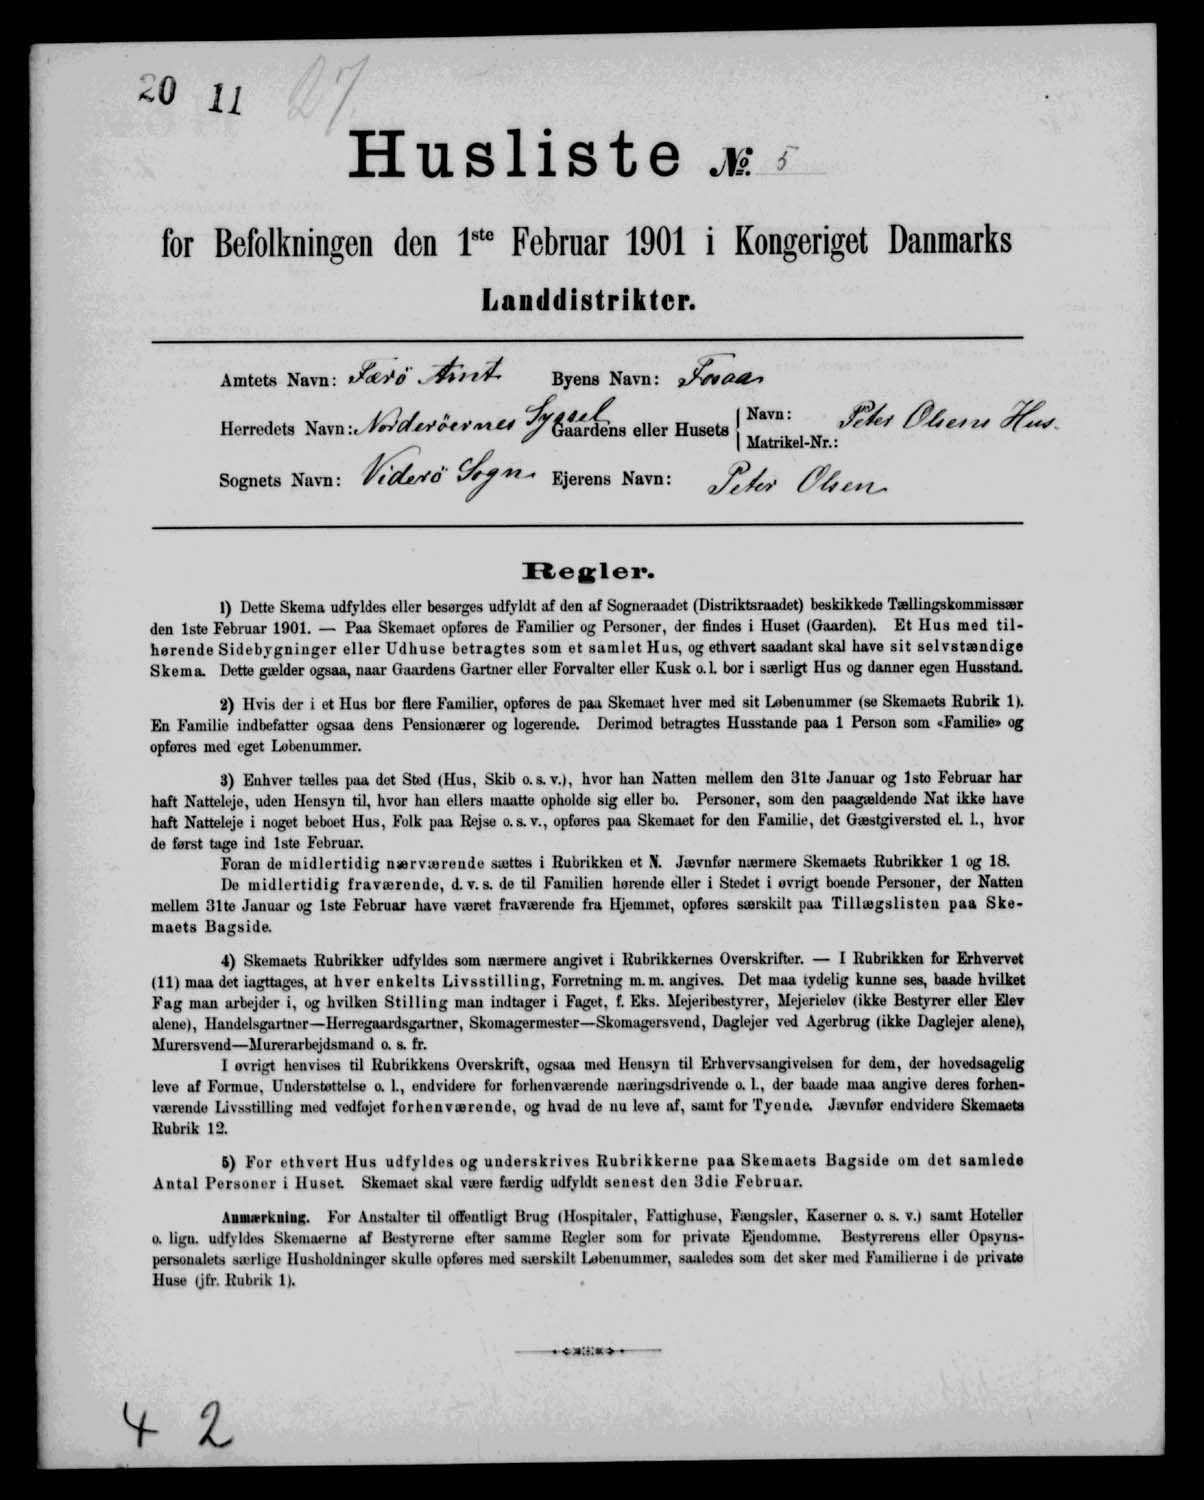 20 11 27
Husliste №. 5
for Befolkningen den 1ste Februar 1901 i Kongeriget Danmarks
Landdistrikter.
Amtets Navn: Færö Amt Byens Navn: Fosaa
Herredets Navn: Norderöernes Syssel Gaardens eller Husets Navn: Peter Olsens Hus.
Matrikel-Nr.:
Sognets Navn: Viderö Sogn Ejerens Navn: Peter Olsen
Regler.
1) Dette Skema udfyldes eller besørges udfyldt af den af Sogneraadet (Distriktsraadet) beskikkede Tællingskommissær
den 1ste Februar 1901. — Paa Skemaet opføres de Familier og Personer, der findes i Huset (Gaarden). Et Hus med til-
hørende Sidebygninger eller Udhuse betragtes som et samlet Hus, og ethvert saadant skal have sit selvstændige
Skema. Dette gælder ogsaa, naar Gaardens Gartner eller Forvalter eller Kusk o. l. bor i særligt Hus og danner egen Husstand.
2) Hvis der i et Hus bor flere Familier, opføres de paa Skemaet hver med sit Løbenummer (se Skemaets Rubrik 1).
En Familie indbefatter ogsaa dens Pensionærer og logerende. Derimod betragtes Husstande paa 1 Person som «Familie» og
opføres med eget Løbenummer.
3) Enhver tælles paa det Sted (Hus, Skib o. s. v.), hvor han Natten mellem den 31te Januar og 1ste Februar har
haft Natteleje, uden Hensyn til, hvor han ellers maatte opholde sig eller bo. Personer, som den paagældende Nat ikke have
haft Natteleje i noget beboet Hus, Folk paa Rejse o. s. v., opføres paa Skemaet for den Familie, det Gæstgiversted el. l., hvor
de først tage ind 1ste Februar.
Foran de midlertidig nærværende sættes i Rubrikken et N. Jævnfør nærmere Skemaets Rubrikker 1 og 18.
De midlertidig fraværende, d. v. s. de til Familien hørende eller i Stedet i øvrigt boende Personer, der Natten
mellem 31te Januar og 1ste Februar have været fraværende fra Hjemmet, opføres særskilt paa Tillægslisten paa Ske-
maets Bagside.
4) Skemaets Rubrikker udfyldes som nærmere angivet i Rubrikkernes Overskrifter. — I Rubrikken for Erhvervet
(11) maa det iagttages, at hver enkelts Livsstilling, Forretning m. m. angives. Det maa tydelig kunne ses, baade hvilket
Fag man arbejder i, og hvilken Stilling man indtager i Faget, f. Eks. Mejeribestyrer, Mejerielev (ikke Bestyrer eller Elev
alene), Handelsgartner—Herregaardsgartner, Skomagermester—Skomagersvend, Daglejer ved Agerbrug (ikke Daglejer alene),
Murersvend—Murerarbejdsmand o. s. fr.
I øvrigt henvises til Rubrikkens Overskrift, ogsaa med Hensyn til Erhvervsangivelsen for dem, der hovedsagelig
leve af Formue, Understøttelse o. l., endvidere for forhenværende næringsdrivende o. l., der baade maa angive deres forhen-
værende Livsstilling med vedføjet forhenværende, og hvad de nu leve af, samt for Tyende. Jævnfør endvidere Skemaets
Rubrik 12.
5) For ethvert Hus udfyldes og underskrives Rubrikkerne paa Skemaets Bagside om det samlede
Antal Personer i Huset. Skemaet skal være færdig udfyldt senest den 3die Februar.
Anmærkning. For Anstalter til offentligt Brug (Hospitaler, Fattighuse, Fængsler, Kaserner o. s. v.) samt Hoteller
o. lign. udfyldes Skemaerne af Bestyrerne efter samme Regler som for private Ejendomme. Bestyrerens eller Opsyns-
personalets særlige Husholdninger skulle opføres med særskilt Løbenummer, saaledes som det sker med Familierne i de private
Huse (jfr. Rubrik 1).
4 2